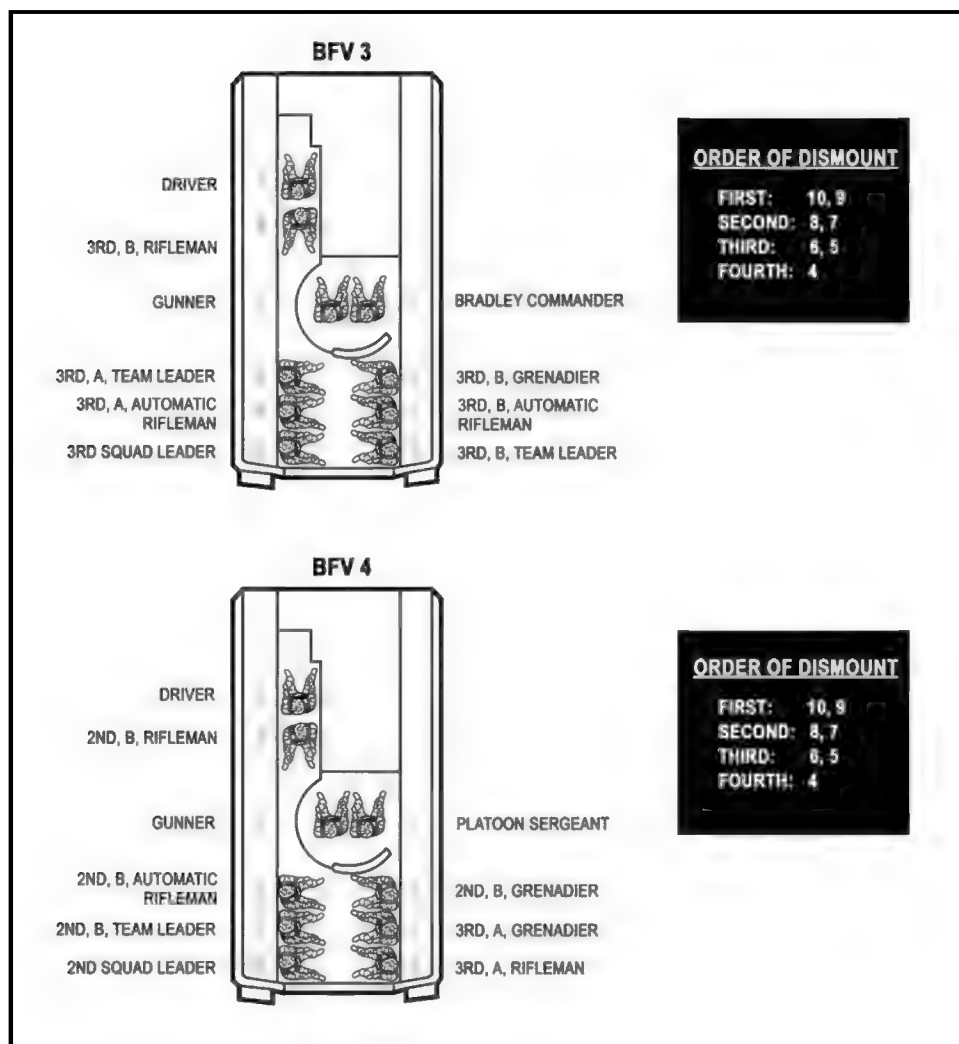 BFV 3
DRIVER
3RD, B, RIFLEMAN
GUNNER
BRADLEY COMMANDER
3RD, A, TEAM LEADER
3RD, B, GRENADIER
3RD, A, AUTOMATIC
RIFLEMAN
3RD, B, AUTOMATIC
RIFLEMAN
3RD SQUAD LEADER
3RD, B, TEAM LEADER
ORDER OF DISMOUNT
FIRST: 10, 9
SECOND: 8, 7
THIRD: 6, 5
FOURTH: 4
BFV 4
DRIVER
2ND, B, RIFLEMAN
GUNNER
PLATOON SERGEANT
2ND, B, AUTOMATIC
RIFLEMAN
2ND, B, GRENADIER
2ND, B, TEAM LEADER
3RD, A, GRENADIER
2ND SQUAD LEADER
3RD, A, RIFLEMAN
ORDER OF DISMOUNT
FIRST: 10, 9
SECOND: 8, 7
THIRD: 6, 5
FOURTH: 4